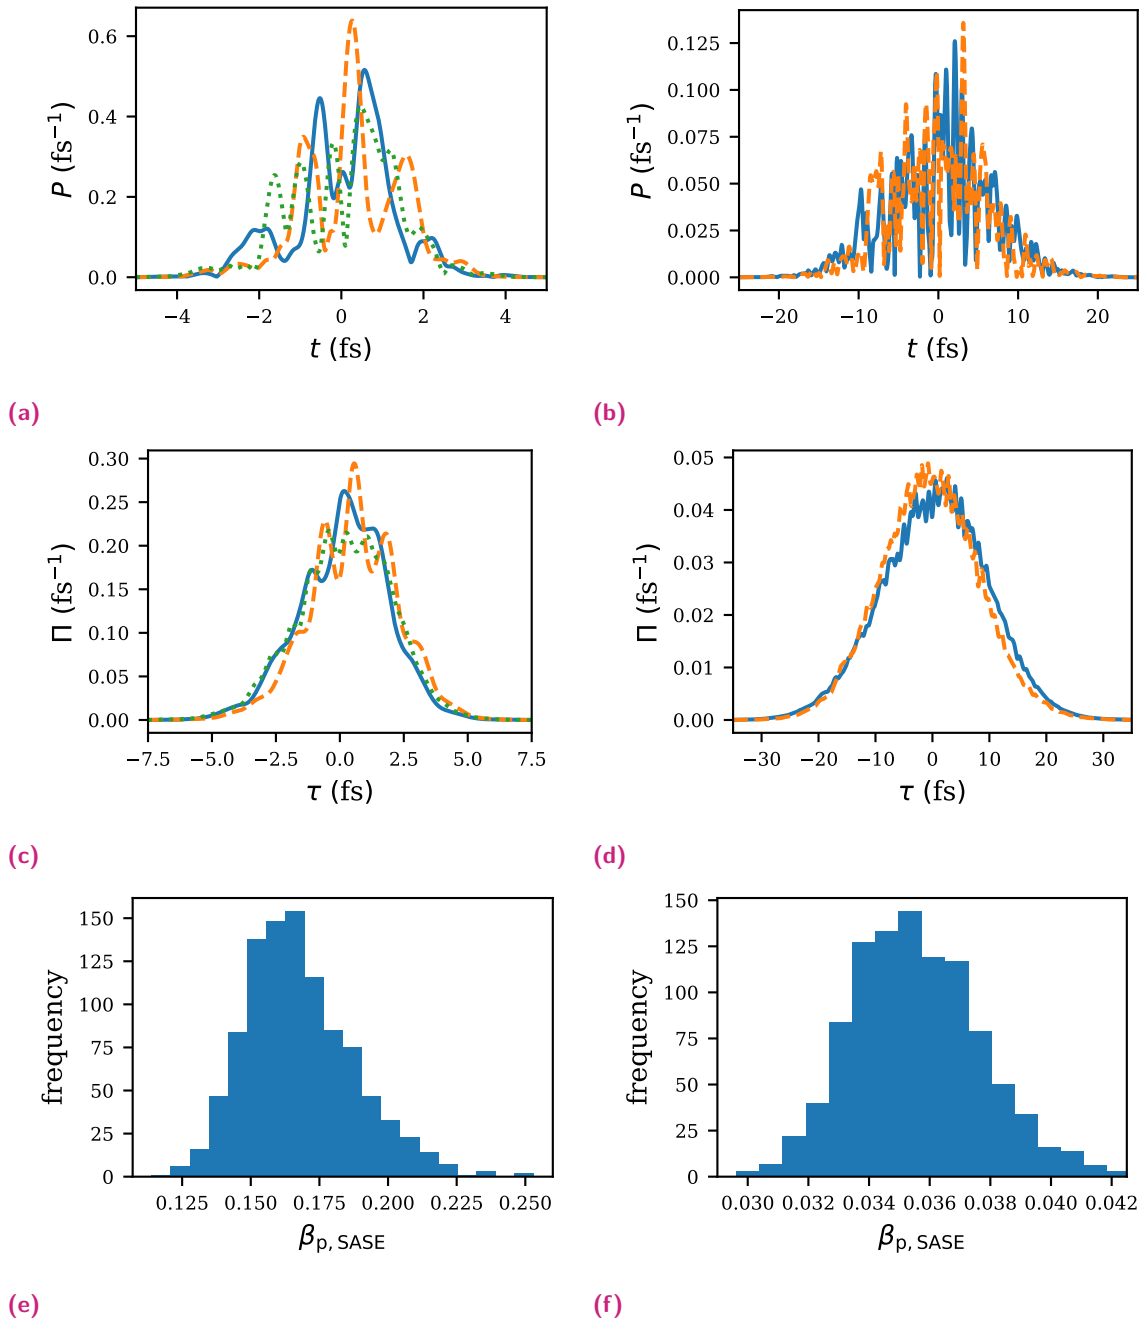 0.6
0.4
0.2
0.0
P (fs⁻¹)
−4 −2 0 2 4
t (fs)
(a)
0.125
0.100
0.075
0.050
0.025
0.000
P (fs⁻¹)
−20 −10 0 10 20
t (fs)
(b)
0.30
0.25
0.20
0.15
0.10
0.05
0.00
Π (fs⁻¹)
−7.5 −5.0 −2.5 0.0 2.5 5.0 7.5
τ (fs)
(c)
0.05
0.04
0.03
0.02
0.01
0.00
Π (fs⁻¹)
−30 −20 −10 0 10 20 30
τ (fs)
(d)
150
125
100
75
50
25
0
frequency
0.125 0.150 0.175 0.200 0.225 0.250
βp, SASE
(e)
150
125
100
75
50
25
0
frequency
0.030 0.032 0.034 0.036 0.038 0.040 0.042
βp, SASE
(f)